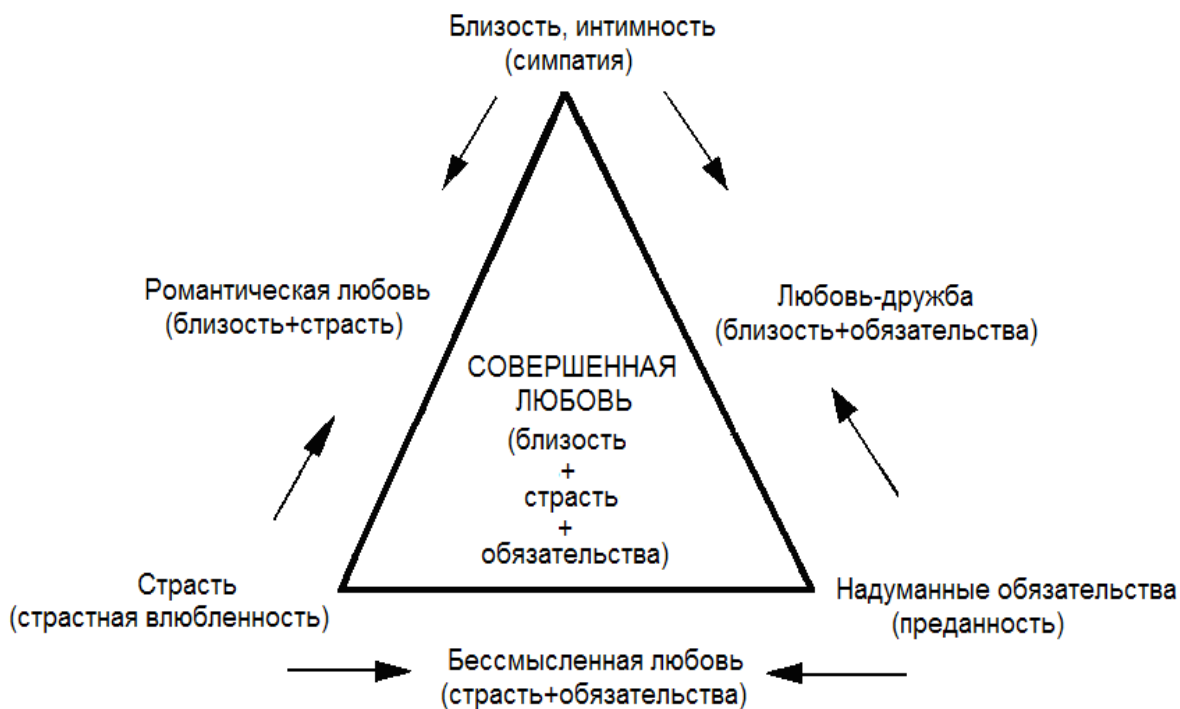 Близость, интимность
(симпатия)
Романтическая любовь
(близость+страсть)
Любовь-дружба
(близость+обязательства)
СОВЕРШЕННАЯ
ЛЮБОВЬ
(близость
+
страсть
+
обязательства)
Страсть
(страстная влюбленность)
Надуманные обязательства
(преданность)
Бессмысленная любовь
(страсть+обязательства)